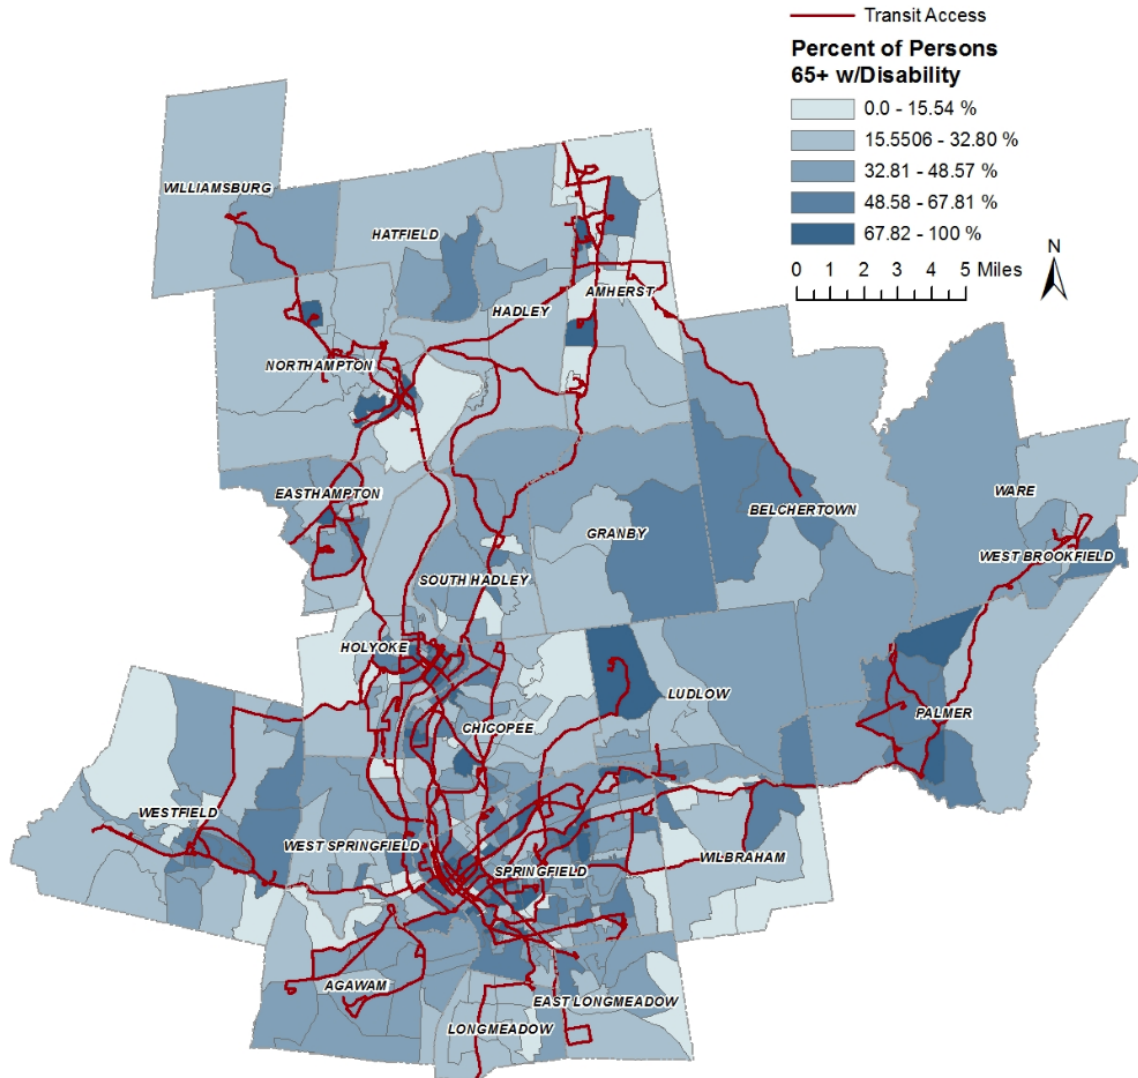 Transit Access
Percent of Persons
65+ w/Disability
0.0 - 15.54 %
15.5506 - 32.80 %
32.81 - 48.57 %
48.58 - 67.81 %
67.82 - 100 %
N
0 1 2 3 4 5 Miles
WILLIAMSBURG
HATFIELD
AMHERST
HADLEY
NORTHAMPTON
EASTHAMPTON
WARE
BELCHERTOWN
GRANBY
WEST BROOKFIELD
SOUTH HADLEY
HOLYOKE
LUDLOW
PALMER
CHICOPEE
WESTFIELD
WEST SPRINGFIELD
WILBRAHAM
SPRINGFIELD
AGAWAM
EAST LONGMEADOW
LONGMEADOW